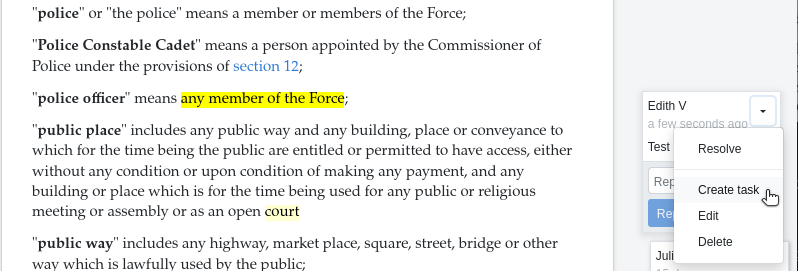 "police" or "the police" means a member or members of the Force;
"Police Constable Cadet" means a person appointed by the Commissioner of
Police under the provisions of section 12;
"police officer" means any member of the Force;
"public place" includes any public way and any building, place or conveyance to
which for the time being the public are entitled or permitted to have access, either
without any condition or upon condition of making any payment, and any
building or place which is for the time being used for any public or religious
meeting or assembly or as an open court
"public way" includes any highway, market place, square, street, bridge or other
way which is lawfully used by the public;
Edith V
a few seconds ago
Test
Resolve
Create task
Edit
Delete
Rep
Re
Juli